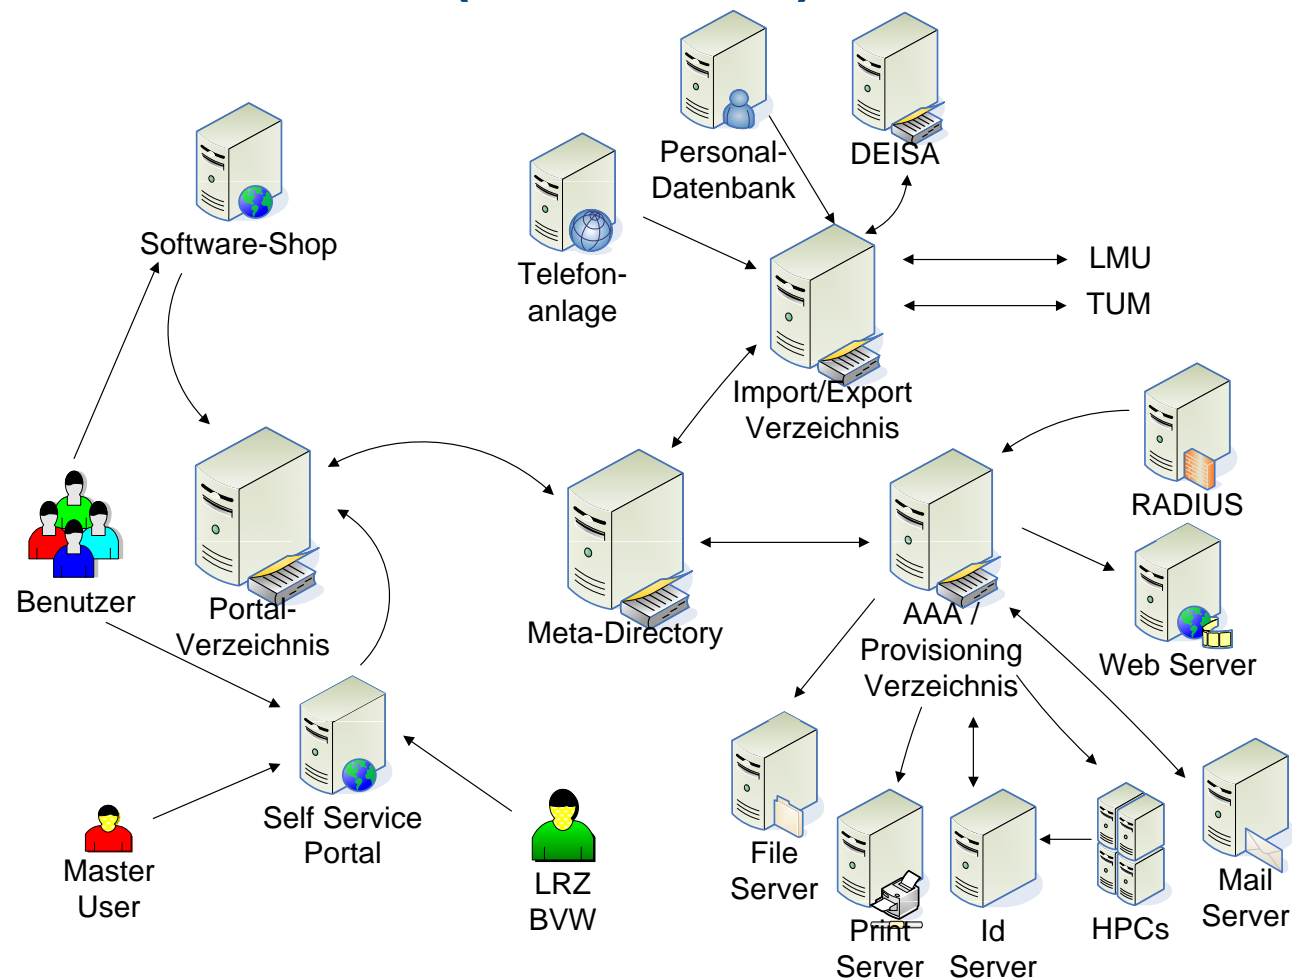 Personal-
Datenbank
DEISA
Software-Shop
Telefon-
anlage
LMU
TUM
Import/Export
Verzeichnis
RADIUS
Benutzer
Portal-
Verzeichnis
Meta-Directory
AAA /
Provisioning
Verzeichnis
Web Server
Self Service
Portal
Master
User
LRZ
BVW
File
Server
Print
Server
Id
Server
HPCs
Mail
Server